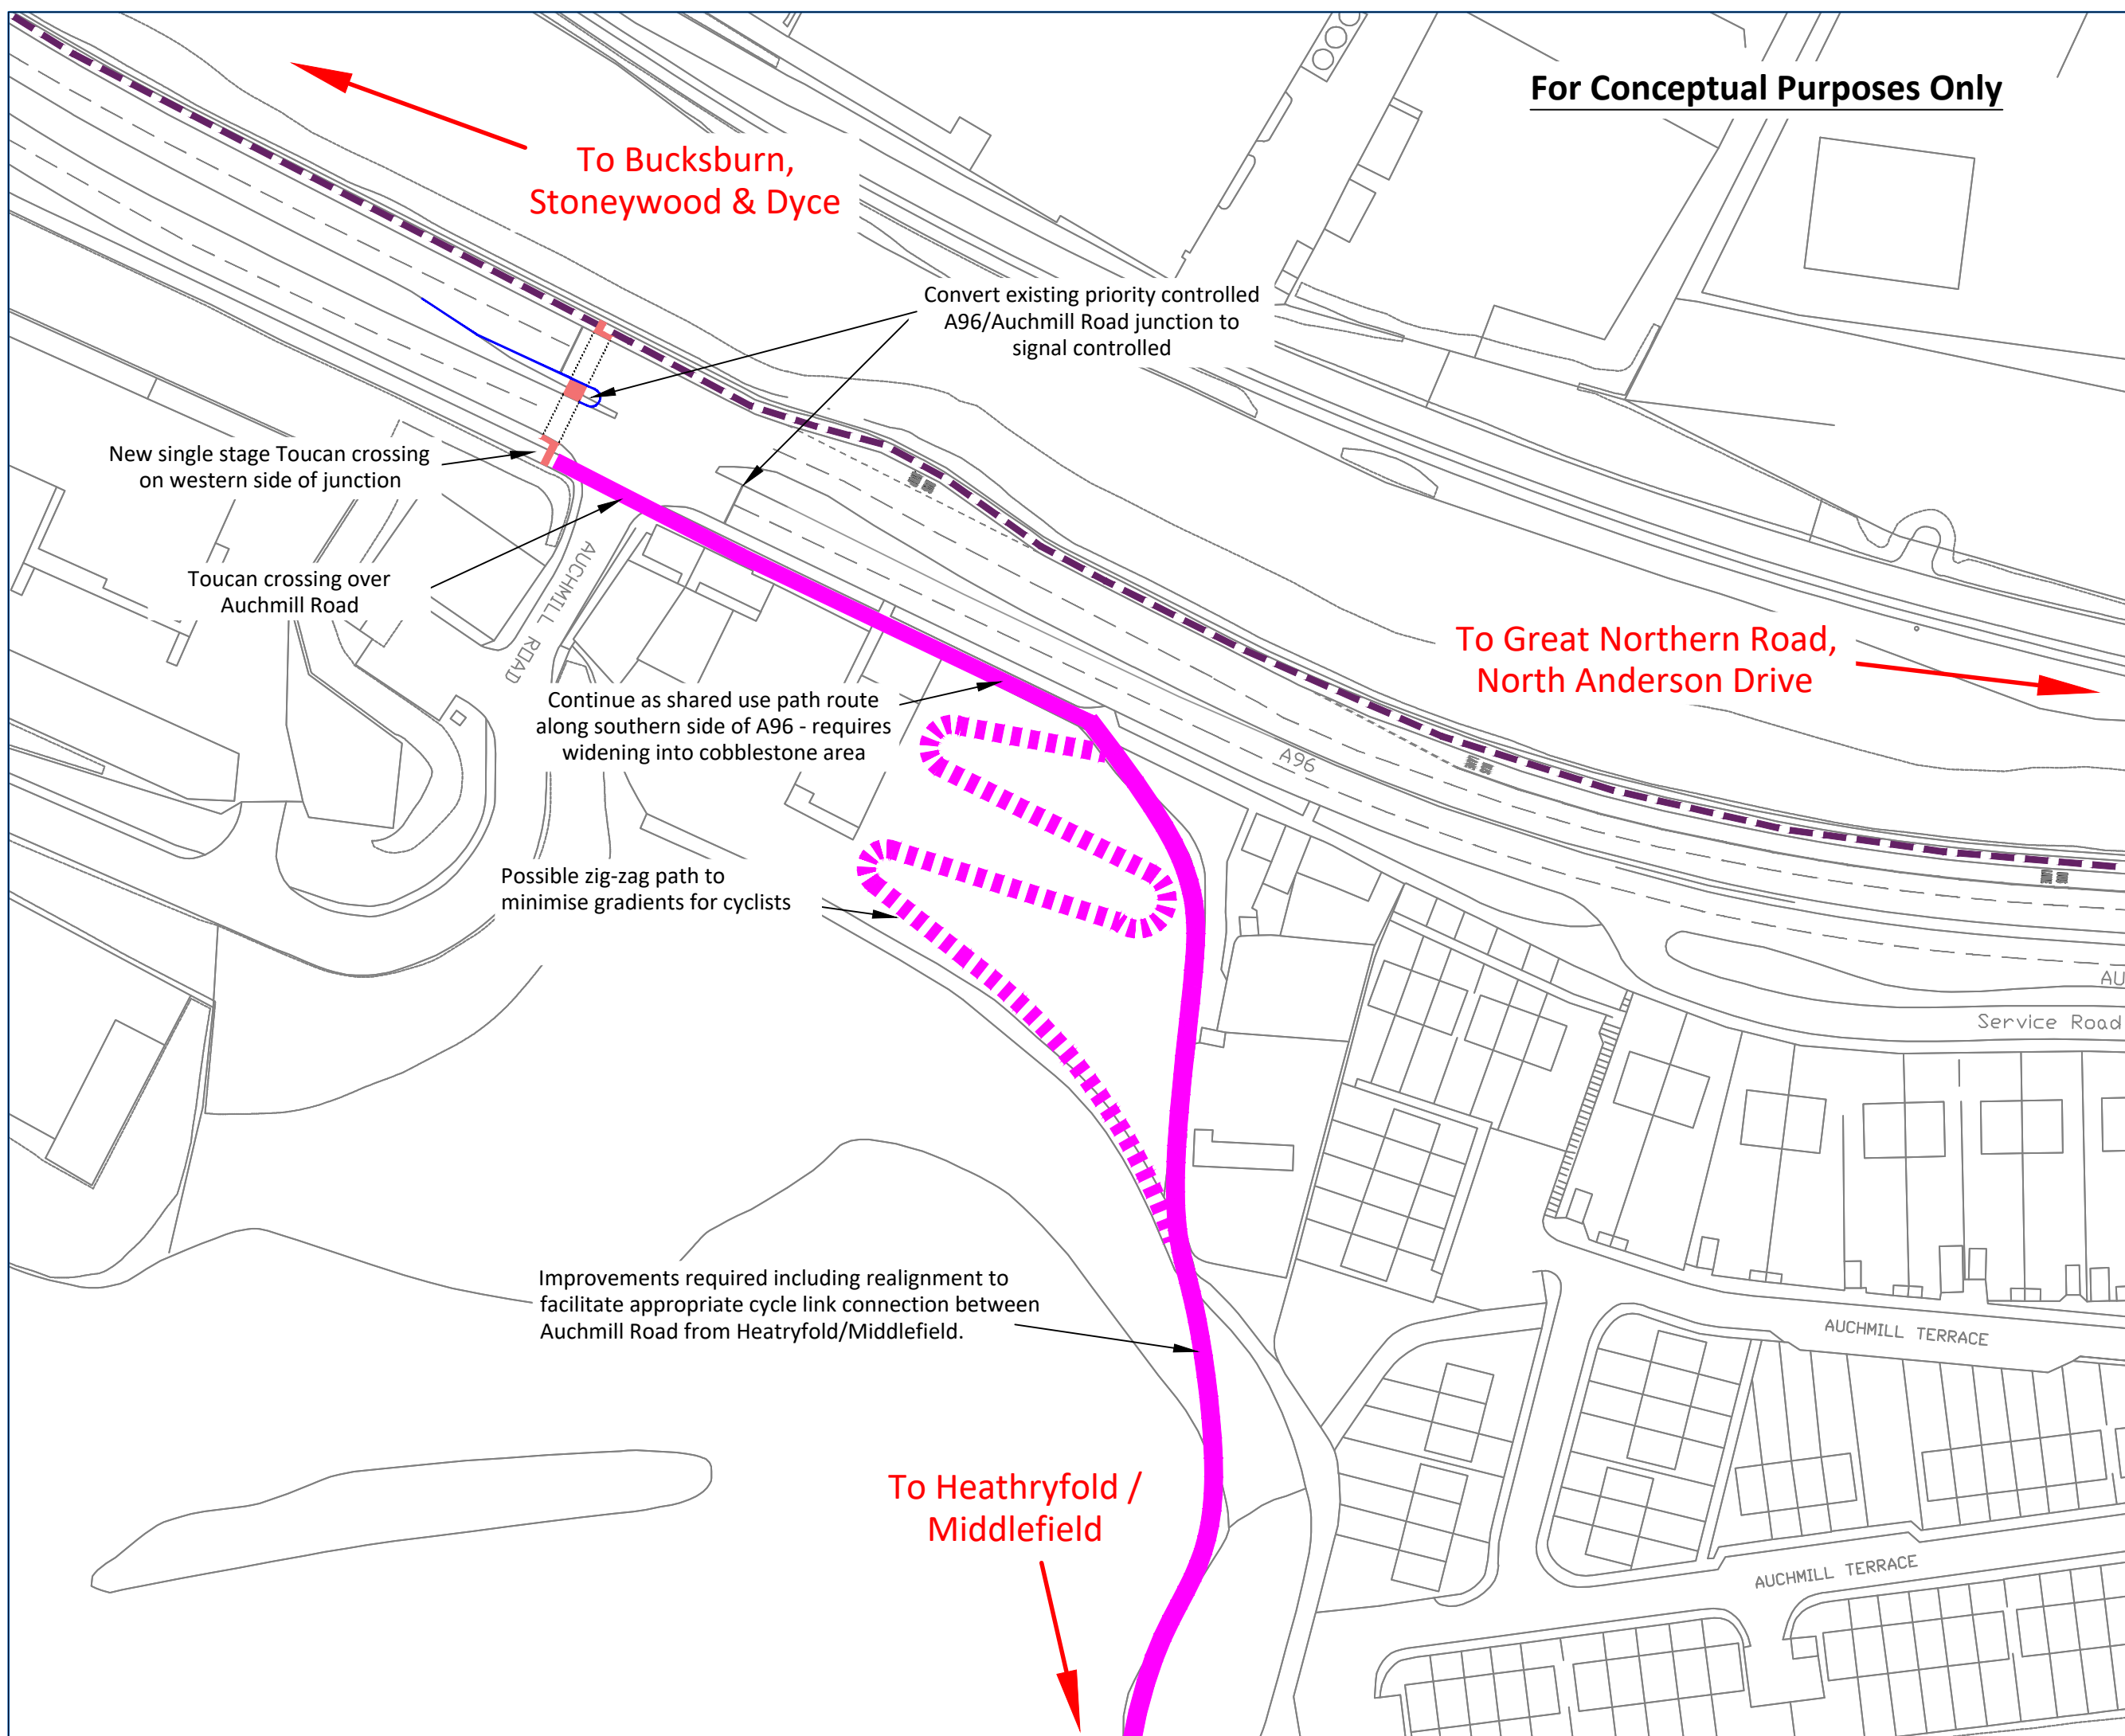 For Conceptual Purposes Only
To Bucksburn,
Stoneywood & Dyce
Convert existing priority controlled
A96/Auchmill Road junction to
signal controlled
New single stage Toucan crossing
on western side of junction
Toucan crossing over
Auchmill Road
AUCHMILL ROAD
To Great Northern Road,
North Anderson Drive
Continue as shared use path route
along southern side of A96 - requires
widening into cobblestone area
A96
Possible zig-zag path to
minimise gradients for cyclists
AU
Service Road
Improvements required including realignment to
facilitate appropriate cycle link connection between
Auchmill Road from Heatryfold/Middlefield.
AUCHMILL TERRACE
To Heathryfold /
Middlefield
AUCHMILL TERRACE